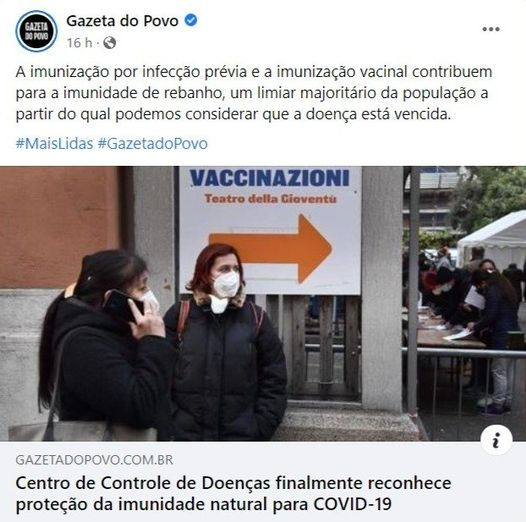 GAZETA
DO POVO
Gazeta do Povo
16 h ·
A imunização por infecção prévia e a imunização vacinal contribuem
para a imunidade de rebanho, um limiar majoritário da população a
partir do qual podemos considerar que a doença está vencida.
#MaisLidas #GazetadoPovo
VACCINAZIONI
Teatro della Gioventù
GAZETADOPOVO.COM.BR
Centro de Controle de Doenças finalmente reconhece
proteção da imunidade natural para COVID-19